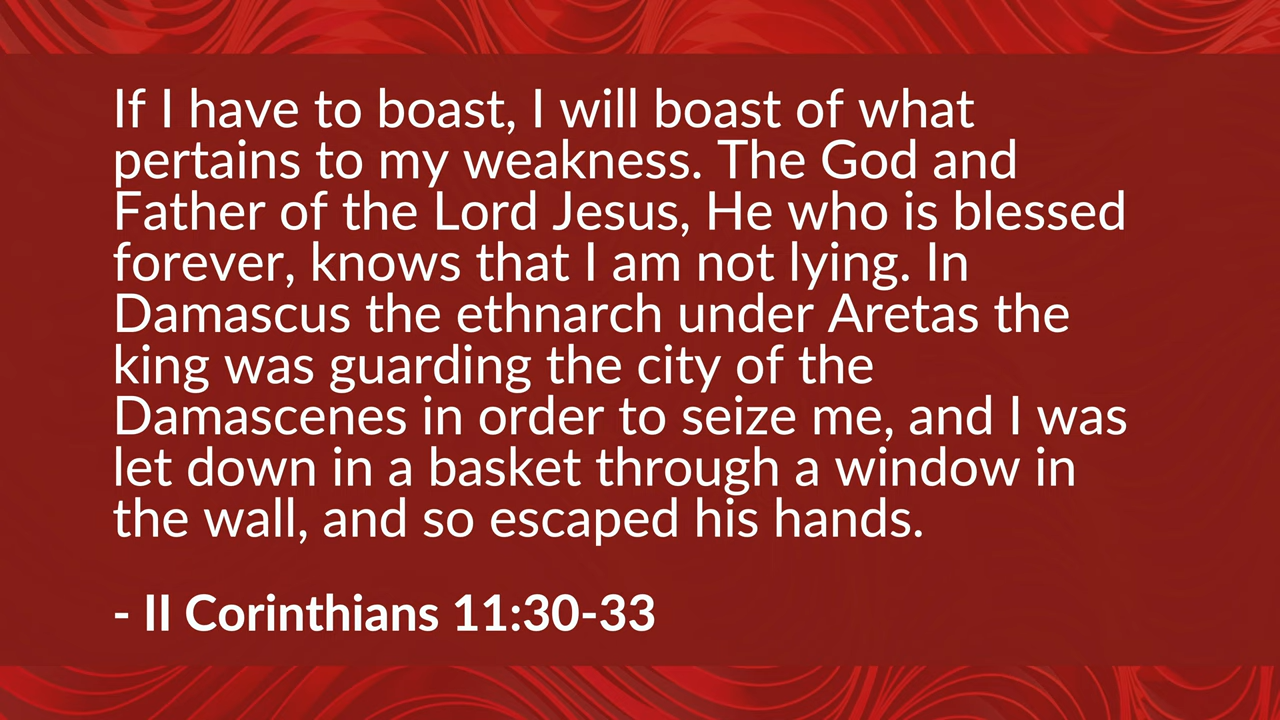 If I have to boast, I will boast of what
pertains to my weakness. The God and
Father of the Lord Jesus, He who is blessed
forever, knows that I am not lying. In
Damascus the ethnarch under Aretas the
king was guarding the city of the
Damascenes in order to seize me, and I was
let down in a basket through a window in
the wall, and so escaped his hands.
- II Corinthians 11:30-33